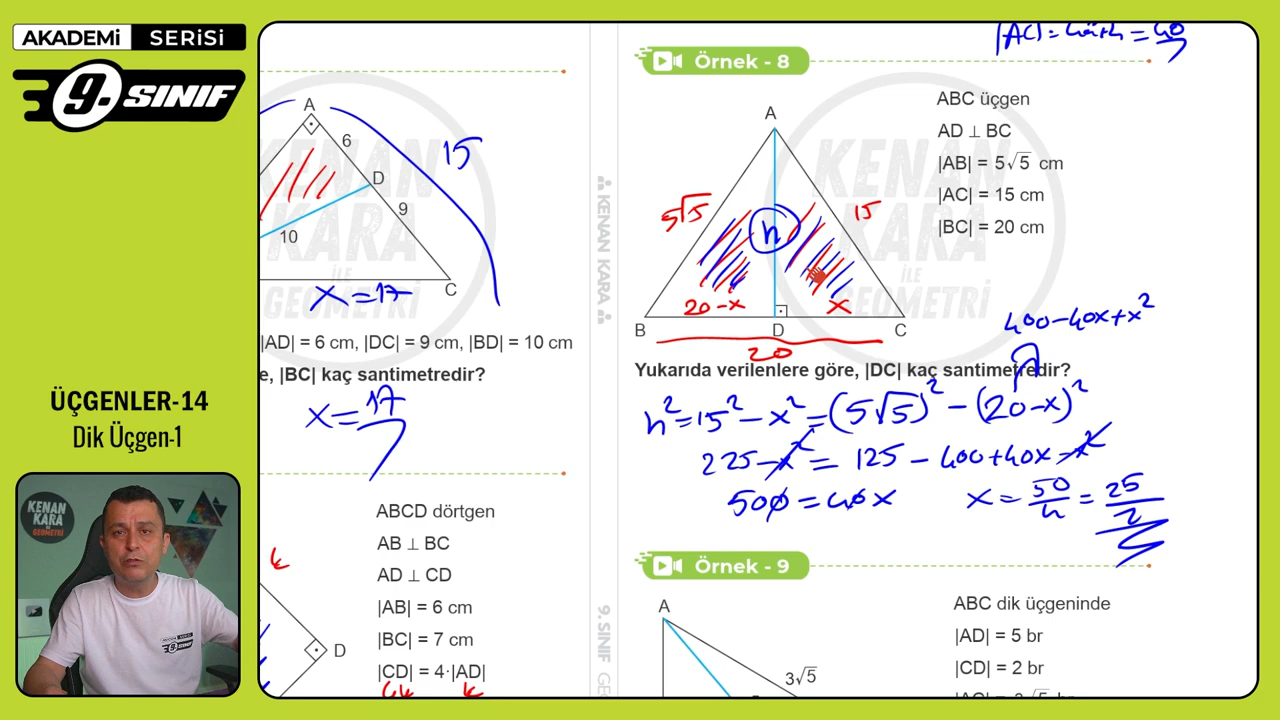 AKADEMİ SERİSİ
9. SINIF
ÜÇGENLER-14
Dik Üçgen-1
KENAN KARA İLE GEOMETRİ
A
6
D
9
10
C
15
x=17
|AD| = 6 cm, |DC| = 9 cm, |BD| = 10 cm
e, |BC| kaç santimetredir?
x=17
ABCD dörtgen
AB ⊥ BC
AD ⊥ CD
|AB| = 6 cm
|BC| = 7 cm
|CD| = 4·|AD|
4k k
k
D
KENAN KARA
9. SINIF GE
|AC| = 4√h = 40
Örnek - 8
ABC üçgen
AD ⊥ BC
|AB| = 5√5 cm
|AC| = 15 cm
|BC| = 20 cm
A
5√5
15
h
20-x
x
B
D
C
20
400-40x+x²
Yukarıda verilenlere göre, |DC| kaç santimetredir?
h²=15²-x²=(5√5)²-(20-x)²
225-x²=125-400+40x-x²
500=40x x=50/4=25/2
Örnek - 9
A
3√5
ABC dik üçgeninde
|AD| = 5 br
|CD| = 2 br